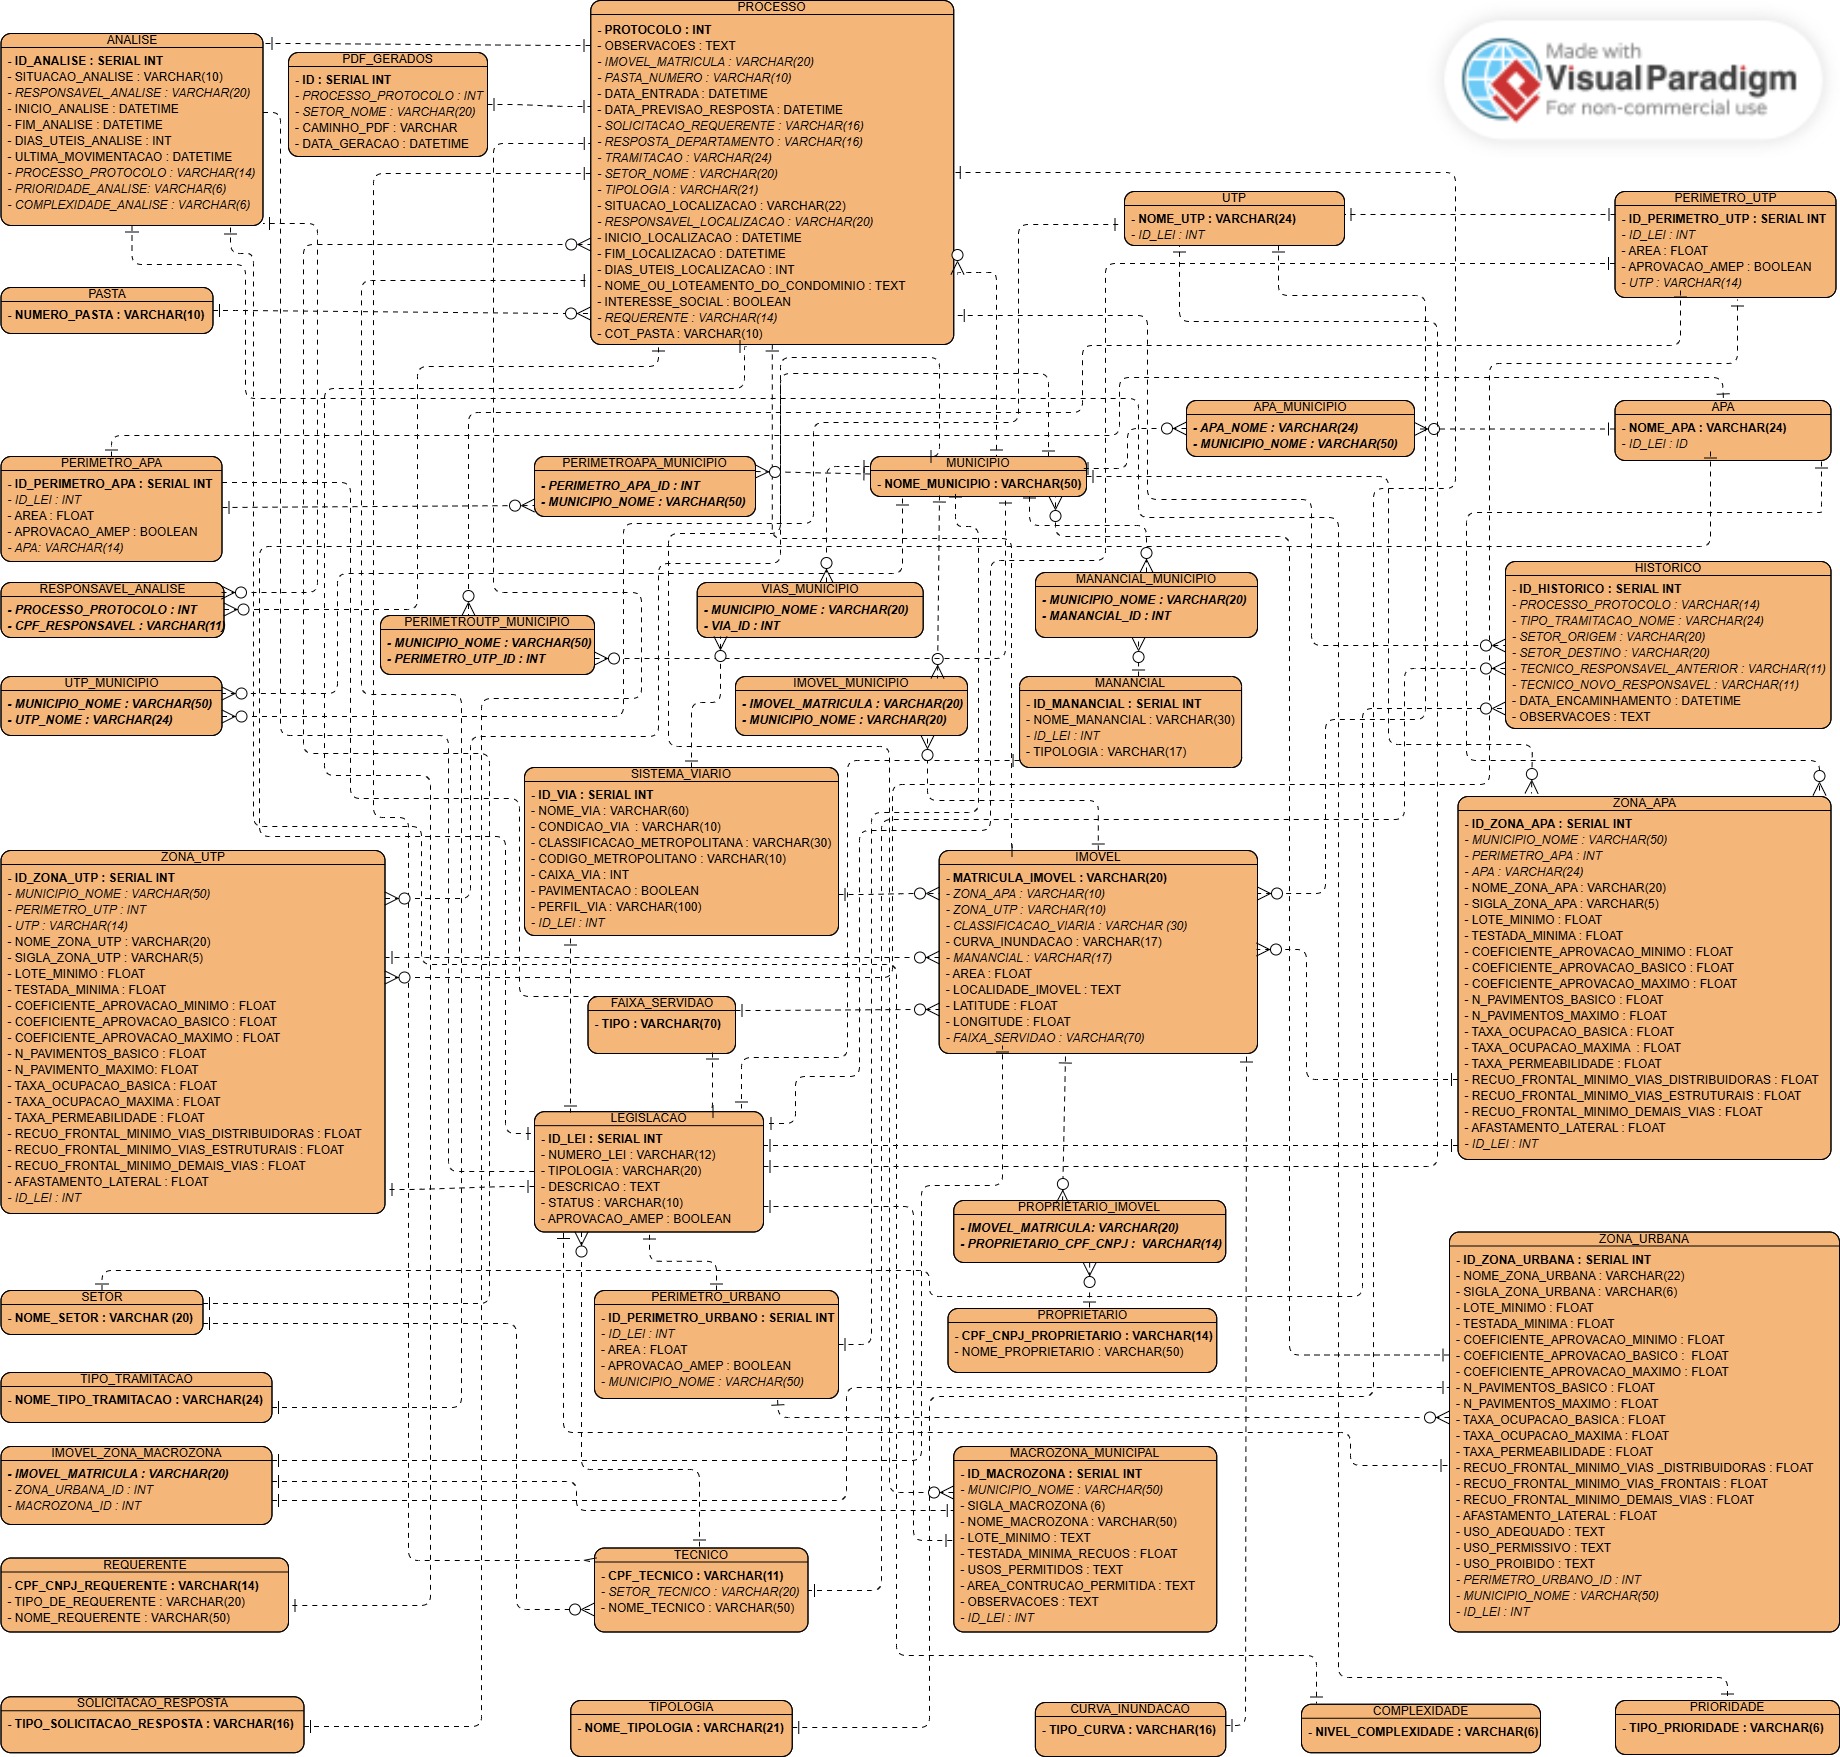 PROCESSO
- PROTOCOLO : INT
- OBSERVACOES : TEXT
- IMOVEL_MATRICULA : VARCHAR(20)
- PASTA_NUMERO : VARCHAR(10)
- DATA_ENTRADA : DATETIME
- DATA_PREVISAO_RESPOSTA : DATETIME
- SOLICITACAO_REQUERENTE : VARCHAR(16)
- RESPOSTA_DEPARTAMENTO : VARCHAR(16)
- TRAMITACAO : VARCHAR(24)
- SETOR_NOME : VARCHAR(20)
- TIPOLOGIA : VARCHAR(21)
- SITUACAO_LOCALIZACAO : VARCHAR(22)
- RESPONSAVEL_LOCALIZACAO : VARCHAR(20)
- INICIO_LOCALIZACAO : DATETIME
- FIM_LOCALIZACAO : DATETIME
- DIAS_UTEIS_LOCALIZACAO : INT
- NOME_OU_LOTEAMENTO_DO_CONDOMINIO : TEXT
- INTERESSE_SOCIAL : BOOLEAN
- REQUERENTE : VARCHAR(14)
- COT_PASTA : VARCHAR(10)
ANALISE
- ID_ANALISE : SERIAL INT
- SITUACAO_ANALISE : VARCHAR(10)
- RESPONSAVEL_ANALISE : VARCHAR(20)
- INICIO_ANALISE : DATETIME
- FIM_ANALISE : DATETIME
- DIAS_UTEIS_ANALISE : INT
- ULTIMA_MOVIMENTACAO : DATETIME
- PROCESSO_PROTOCOLO : VARCHAR(14)
- PRIORIDADE_ANALISE: VARCHAR(6)
- COMPLEXIDADE_ANALISE : VARCHAR(6)
PDF_GERADOS
- ID : SERIAL INT
- PROCESSO_PROTOCOLO : INT
- SETOR_NOME : VARCHAR(20)
- CAMINHO_PDF : VARCHAR
- DATA_GERACAO : DATETIME
Made with
Visual Paradigm
For non-commercial use
UTP
- NOME_UTP : VARCHAR(24)
- ID_LEI : INT
PERIMETRO_UTP
- ID_PERIMETRO_UTP : SERIAL INT
- ID_LEI : INT
- AREA : FLOAT
- APROVACAO_AMEP : BOOLEAN
- UTP : VARCHAR(14)
PASTA
- NUMERO_PASTA : VARCHAR(10)
APA_MUNICIPIO
- APA_NOME : VARCHAR(24)
- MUNICIPIO_NOME : VARCHAR(50)
APA
- NOME_APA : VARCHAR(24)
- ID_LEI : ID
PERIMETRO_APA
- ID_PERIMETRO_APA : SERIAL INT
- ID_LEI : INT
- AREA : FLOAT
- APROVACAO_AMEP : BOOLEAN
- APA: VARCHAR(14)
PERIMETROAPA_MUNICIPIO
- PERIMETRO_APA_ID : INT
- MUNICIPIO_NOME : VARCHAR(50)
MUNICIPIO
- NOME_MUNICIPIO : VARCHAR(50)
RESPONSAVEL_ANALISE
- PROCESSO_PROTOCOLO : INT
- CPF_RESPONSAVEL : VARCHAR(11)
PERIMETROUTP_MUNICIPIO
- MUNICIPIO_NOME : VARCHAR(50)
- PERIMETRO_UTP_ID : INT
VIAS_MUNICIPIO
- MUNICIPIO_NOME : VARCHAR(20)
- VIA_ID : INT
MANANCIAL_MUNICIPIO
- MUNICIPIO_NOME : VARCHAR(20)
- MANANCIAL_ID : INT
HISTORICO
- ID_HISTORICO : SERIAL INT
- PROCESSO_PROTOCOLO : VARCHAR(14)
- TIPO_TRAMITACAO_NOME : VARCHAR(24)
- SETOR_ORIGEM : VARCHAR(20)
- SETOR_DESTINO : VARCHAR(20)
- TECNICO_RESPONSAVEL_ANTERIOR : VARCHAR(11)
- TECNICO_NOVO_RESPONSAVEL : VARCHAR(11)
- DATA_ENCAMINHAMENTO : DATETIME
- OBSERVACOES : TEXT
UTP_MUNICIPIO
- MUNICIPIO_NOME : VARCHAR(50)
- UTP_NOME : VARCHAR(24)
IMOVEL_MUNICIPIO
- IMOVEL_MATRICULA : VARCHAR(20)
- MUNICIPIO_NOME : VARCHAR(20)
MANANCIAL
- ID_MANANCIAL : SERIAL INT
- NOME_MANANCIAL : VARCHAR(30)
- ID_LEI : INT
- TIPOLOGIA : VARCHAR(17)
SISTEMA_VIARIO
- ID_VIA : SERIAL INT
- NOME_VIA : VARCHAR(60)
- CONDICAO_VIA : VARCHAR(10)
- CLASSIFICACAO_METROPOLITANA : VARCHAR(30)
- CODIGO_METROPOLITANO : VARCHAR(10)
- CAIXA_VIA : INT
- PAVIMENTACAO : BOOLEAN
- PERFIL_VIA : VARCHAR(100)
- ID_LEI : INT
ZONA_APA
- ID_ZONA_APA : SERIAL INT
- MUNICIPIO_NOME : VARCHAR(50)
- PERIMETRO_APA : INT
- APA : VARCHAR(24)
- NOME_ZONA_APA : VARCHAR(20)
- SIGLA_ZONA_APA : VARCHAR(5)
- LOTE_MINIMO : FLOAT
- TESTADA_MINIMA : FLOAT
- COEFICIENTE_APROVACAO_MINIMO : FLOAT
- COEFICIENTE_APROVACAO_BASICO : FLOAT
- COEFICIENTE_APROVACAO_MAXIMO : FLOAT
- N_PAVIMENTOS_BASICO : FLOAT
- N_PAVIMENTOS_MAXIMO : FLOAT
- TAXA_OCUPACAO_BASICA : FLOAT
- TAXA_OCUPACAO_MAXIMA : FLOAT
- TAXA_PERMEABILIDADE : FLOAT
- RECUO_FRONTAL_MINIMO_VIAS_DISTRIBUIDORAS : FLOAT
- RECUO_FRONTAL_MINIMO_VIAS_ESTRUTURAIS : FLOAT
- RECUO_FRONTAL_MINIMO_DEMAIS_VIAS : FLOAT
- AFASTAMENTO_LATERAL : FLOAT
- ID_LEI : INT
ZONA_UTP
- ID_ZONA_UTP : SERIAL INT
- MUNICIPIO_NOME : VARCHAR(50)
- PERIMETRO_UTP : INT
- UTP : VARCHAR(14)
- NOME_ZONA_UTP : VARCHAR(20)
- SIGLA_ZONA_UTP : VARCHAR(5)
- LOTE_MINIMO : FLOAT
- TESTADA_MINIMA : FLOAT
- COEFICIENTE_APROVACAO_MINIMO : FLOAT
- COEFICIENTE_APROVACAO_BASICO : FLOAT
- COEFICIENTE_APROVACAO_MAXIMO : FLOAT
- N_PAVIMENTOS_BASICO : FLOAT
- N_PAVIMENTO_MAXIMO: FLOAT
- TAXA_OCUPACAO_BASICA : FLOAT
- TAXA_OCUPACAO_MAXIMA : FLOAT
- TAXA_PERMEABILIDADE : FLOAT
- RECUO_FRONTAL_MINIMO_VIAS_DISTRIBUIDORAS : FLOAT
- RECUO_FRONTAL_MINIMO_VIAS_ESTRUTURAIS : FLOAT
- RECUO_FRONTAL_MINIMO_DEMAIS_VIAS : FLOAT
- AFASTAMENTO_LATERAL : FLOAT
- ID_LEI : INT
IMOVEL
- MATRICULA_IMOVEL : VARCHAR(20)
- ZONA_APA : VARCHAR(10)
- ZONA_UTP : VARCHAR(10)
- CLASSIFICACAO_VIARIA : VARCHAR (30)
- CURVA_INUNDACAO : VARCHAR(17)
- MANANCIAL : VARCHAR(17)
- AREA : FLOAT
- LOCALIDADE_IMOVEL : TEXT
- LATITUDE : FLOAT
- LONGITUDE : FLOAT
- FAIXA_SERVIDAO : VARCHAR(70)
FAIXA_SERVIDAO
- TIPO : VARCHAR(70)
LEGISLACAO
- ID_LEI : SERIAL INT
- NUMERO_LEI : VARCHAR(12)
- TIPOLOGIA : VARCHAR(20)
- DESCRICAO : TEXT
- STATUS : VARCHAR(10)
- APROVACAO_AMEP : BOOLEAN
PROPRIETARIO_IMOVEL
- IMOVEL_MATRICULA: VARCHAR(20)
- PROPRIETARIO_CPF_CNPJ : VARCHAR(14)
ZONA_URBANA
- ID_ZONA_URBANA : SERIAL INT
- NOME_ZONA_URBANA : VARCHAR(22)
- SIGLA_ZONA_URBANA : VARCHAR(6)
- LOTE_MINIMO : FLOAT
- TESTADA_MINIMA : FLOAT
- COEFICIENTE_APROVACAO_MINIMO : FLOAT
- COEFICIENTE_APROVACAO_BASICO : FLOAT
- COEFICIENTE_APROVACAO_MAXIMO : FLOAT
- N_PAVIMENTOS_BASICO : FLOAT
- N_PAVIMENTOS_MAXIMO : FLOAT
- TAXA_OCUPACAO_BASICA : FLOAT
- TAXA_OCUPACAO_MAXIMA : FLOAT
- TAXA_PERMEABILIDADE : FLOAT
- RECUO_FRONTAL_MINIMO_VIAS _DISTRIBUIDORAS : FLOAT
- RECUO_FRONTAL_MINIMO_VIAS_FRONTAIS : FLOAT
- RECUO_FRONTAL_MINIMO_DEMAIS_VIAS : FLOAT
- AFASTAMENTO_LATERAL : FLOAT
- USO_ADEQUADO : TEXT
- USO_PERMISSIVO : TEXT
- USO_PROIBIDO : TEXT
- PERIMETRO_URBANO_ID : INT
- MUNICIPIO_NOME : VARCHAR(50)
- ID_LEI : INT
SETOR
- NOME_SETOR : VARCHAR (20)
PERIMETRO_URBANO
- ID_PERIMETRO_URBANO : SERIAL INT
- ID_LEI : INT
- AREA : FLOAT
- APROVACAO_AMEP : BOOLEAN
- MUNICIPIO_NOME : VARCHAR(50)
PROPRIETARIO
- CPF_CNPJ_PROPRIETARIO : VARCHAR(14)
- NOME_PROPRIETARIO : VARCHAR(50)
TIPO_TRAMITACAO
- NOME_TIPO_TRAMITACAO : VARCHAR(24)
IMOVEL_ZONA_MACROZONA
- IMOVEL_MATRICULA : VARCHAR(20)
- ZONA_URBANA_ID : INT
- MACROZONA_ID : INT
MACROZONA_MUNICIPAL
- ID_MACROZONA : SERIAL INT
- MUNICIPIO_NOME : VARCHAR(50)
- SIGLA_MACROZONA (6)
- NOME_MACROZONA : VARCHAR(50)
- LOTE_MINIMO : TEXT
- TESTADA_MINIMA_RECUOS : FLOAT
- USOS_PERMITIDOS : TEXT
- AREA_CONTRUCAO_PERMITIDA : TEXT
- OBSERVACOES : TEXT
- ID_LEI : INT
REQUERENTE
- CPF_CNPJ_REQUERENTE : VARCHAR(14)
- TIPO_DE_REQUERENTE : VARCHAR(20)
- NOME_REQUERENTE : VARCHAR(50)
TECNICO
- CPF_TECNICO : VARCHAR(11)
- SETOR_TECNICO : VARCHAR(20)
- NOME_TECNICO : VARCHAR(50)
SOLICITACAO_RESPOSTA
- TIPO_SOLICITACAO_RESPOSTA : VARCHAR(16)
TIPOLOGIA
- NOME_TIPOLOGIA : VARCHAR(21)
CURVA_INUNDACAO
- TIPO_CURVA : VARCHAR(16)
COMPLEXIDADE
- NIVEL_COMPLEXIDADE : VARCHAR(6)
PRIORIDADE
- TIPO_PRIORIDADE : VARCHAR(6)